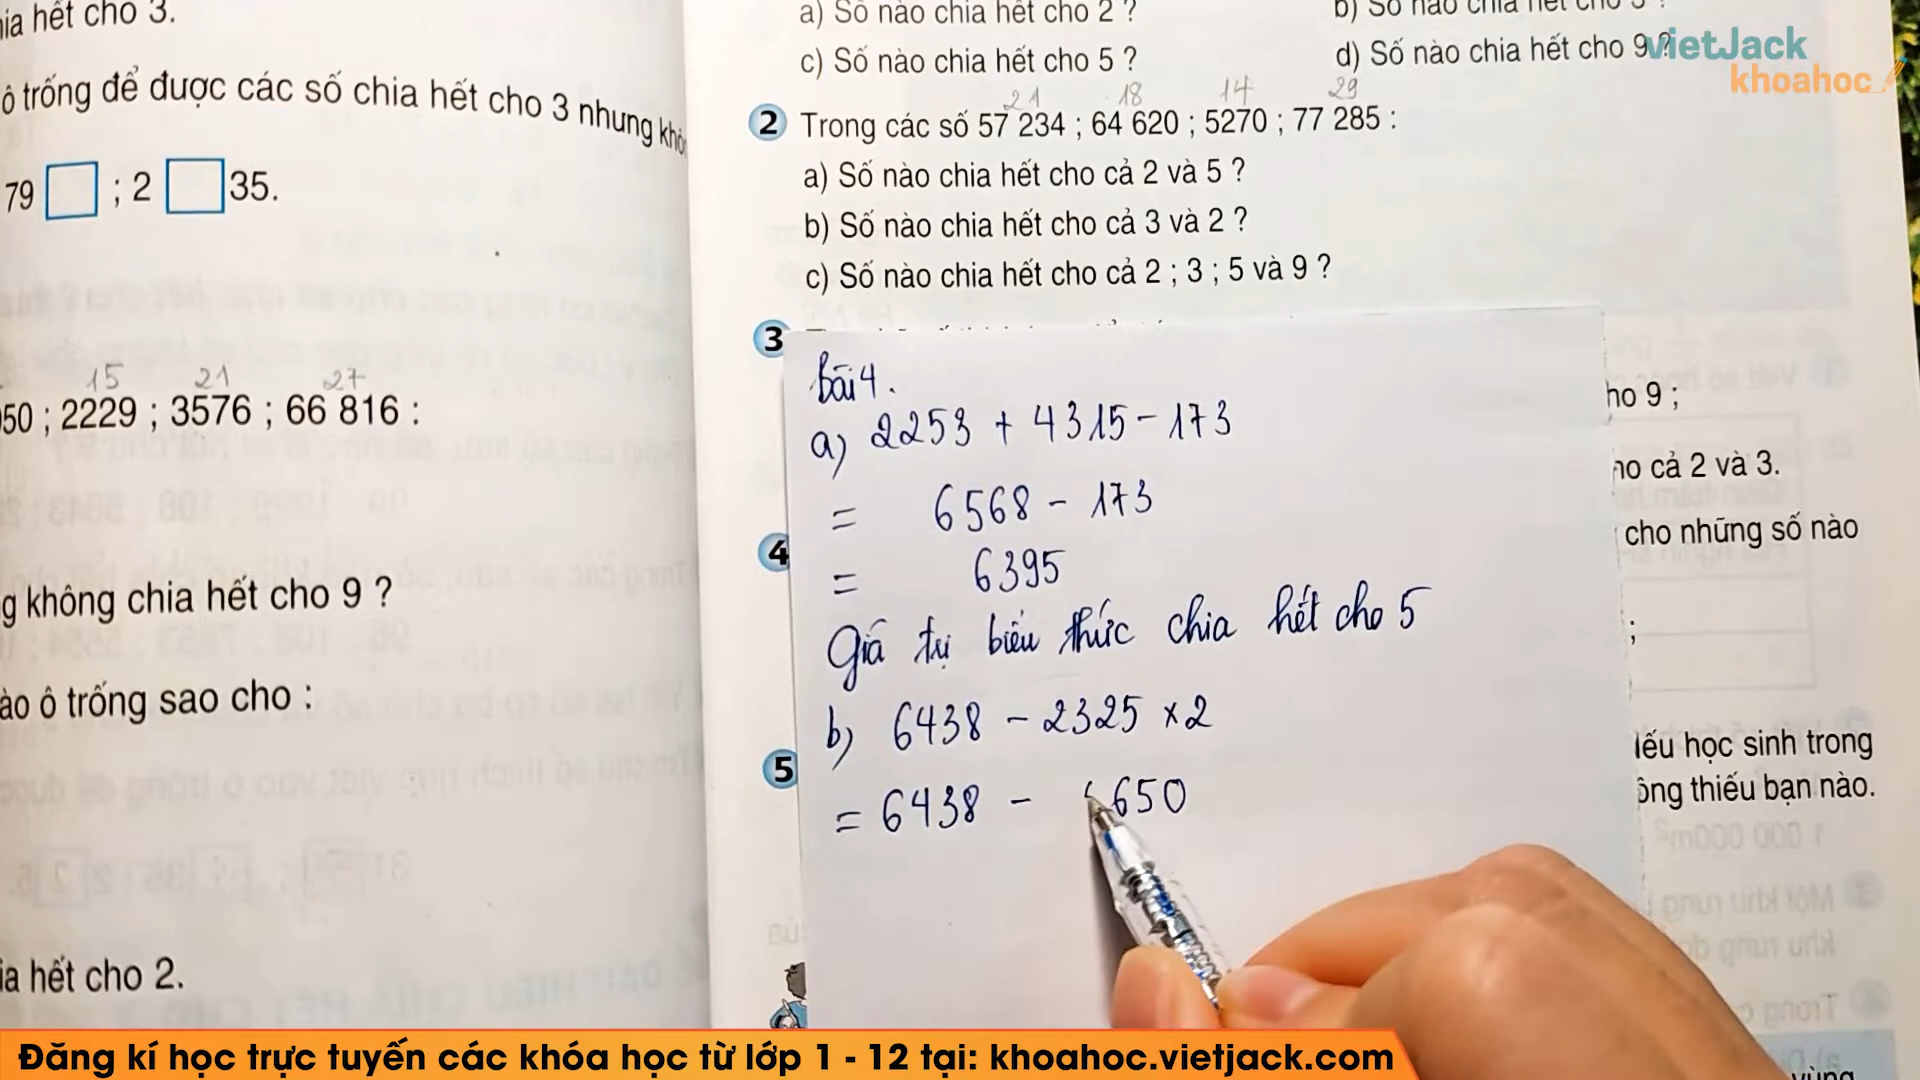 hia hết cho 3.
ô trống để được các số chia hết cho 3 nhưng
79 ; 2 35.
15 21 27
50 ; 2229 ; 3576 ; 66 816 :
g không chia hết cho 9 ?
ào ô trống sao cho :
ia hết cho 2.
a) Số nào chia hết cho 2 ?
b) Số nào chia hết cho 3 ?
c) Số nào chia hết cho 5 ?
d) Số nào chia hết cho 9 ?
vietJack
khoahoc
21 18 14 29
2 Trong các số 57 234 ; 64 620 ; 5270 ; 77 285 :
a) Số nào chia hết cho cả 2 và 5 ?
b) Số nào chia hết cho cả 3 và 2 ?
c) Số nào chia hết cho cả 2 ; 3 ; 5 và 9 ?
3
ho 9 ;
ho cả 2 và 3.
4
cho những số nào
;
5
lếu học sinh trong
ông thiếu bạn nào.
Bài 4.
a) 2253 + 4315 - 173
= 6568 - 173
= 6395
Giá trị biểu thức chia hết cho 5
b) 6438 - 2325 x 2
= 6438 - 4650
Đăng kí học trực tuyến các khóa học từ lớp 1 - 12 tại: khoahoc.vietjack.com